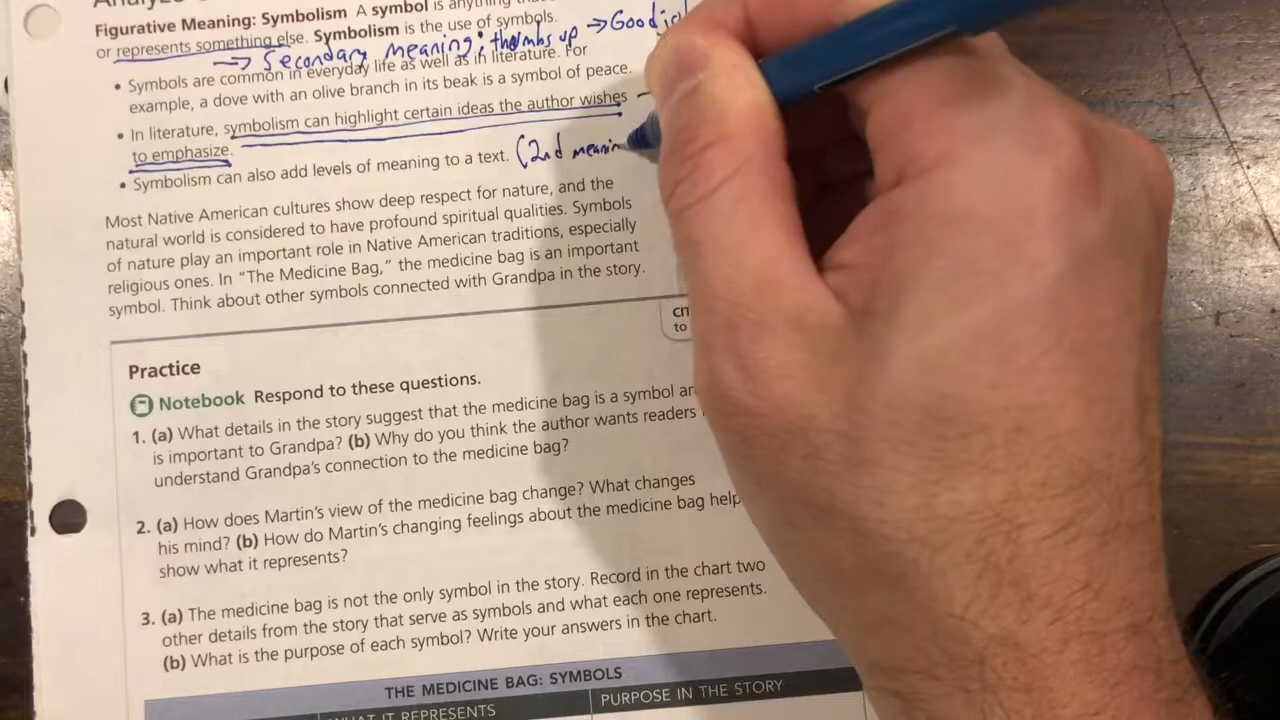 Figurative Meaning: Symbolism A symbol is anything
or represents something else. Symbolism is the use of symbols.
→ Secondary meaning: thumbs up → Good
• Symbols are common in everyday life as well as in literature. For
example, a dove with an olive branch in its beak is a symbol of peace.
• In literature, symbolism can highlight certain ideas the author wishes
to emphasize.
• Symbolism can also add levels of meaning to a text. (2nd meanin
Most Native American cultures show deep respect for nature, and the
natural world is considered to have profound spiritual qualities. Symbols
of nature play an important role in Native American traditions, especially
religious ones. In “The Medicine Bag,” the medicine bag is an important
symbol. Think about other symbols connected with Grandpa in the story.
CIT
to
Practice
Notebook Respond to these questions.
1. (a) What details in the story suggest that the medicine bag is a symbol
is important to Grandpa? (b) Why do you think the author wants readers
understand Grandpa’s connection to the medicine bag?
2. (a) How does Martin’s view of the medicine bag change? What changes
his mind? (b) How do Martin’s changing feelings about the medicine bag help
show what it represents?
3. (a) The medicine bag is not the only symbol in the story. Record in the chart two
other details from the story that serve as symbols and what each one represents.
(b) What is the purpose of each symbol? Write your answers in the chart.
THE MEDICINE BAG: SYMBOLS
WHAT IT REPRESENTS PURPOSE IN THE STORY